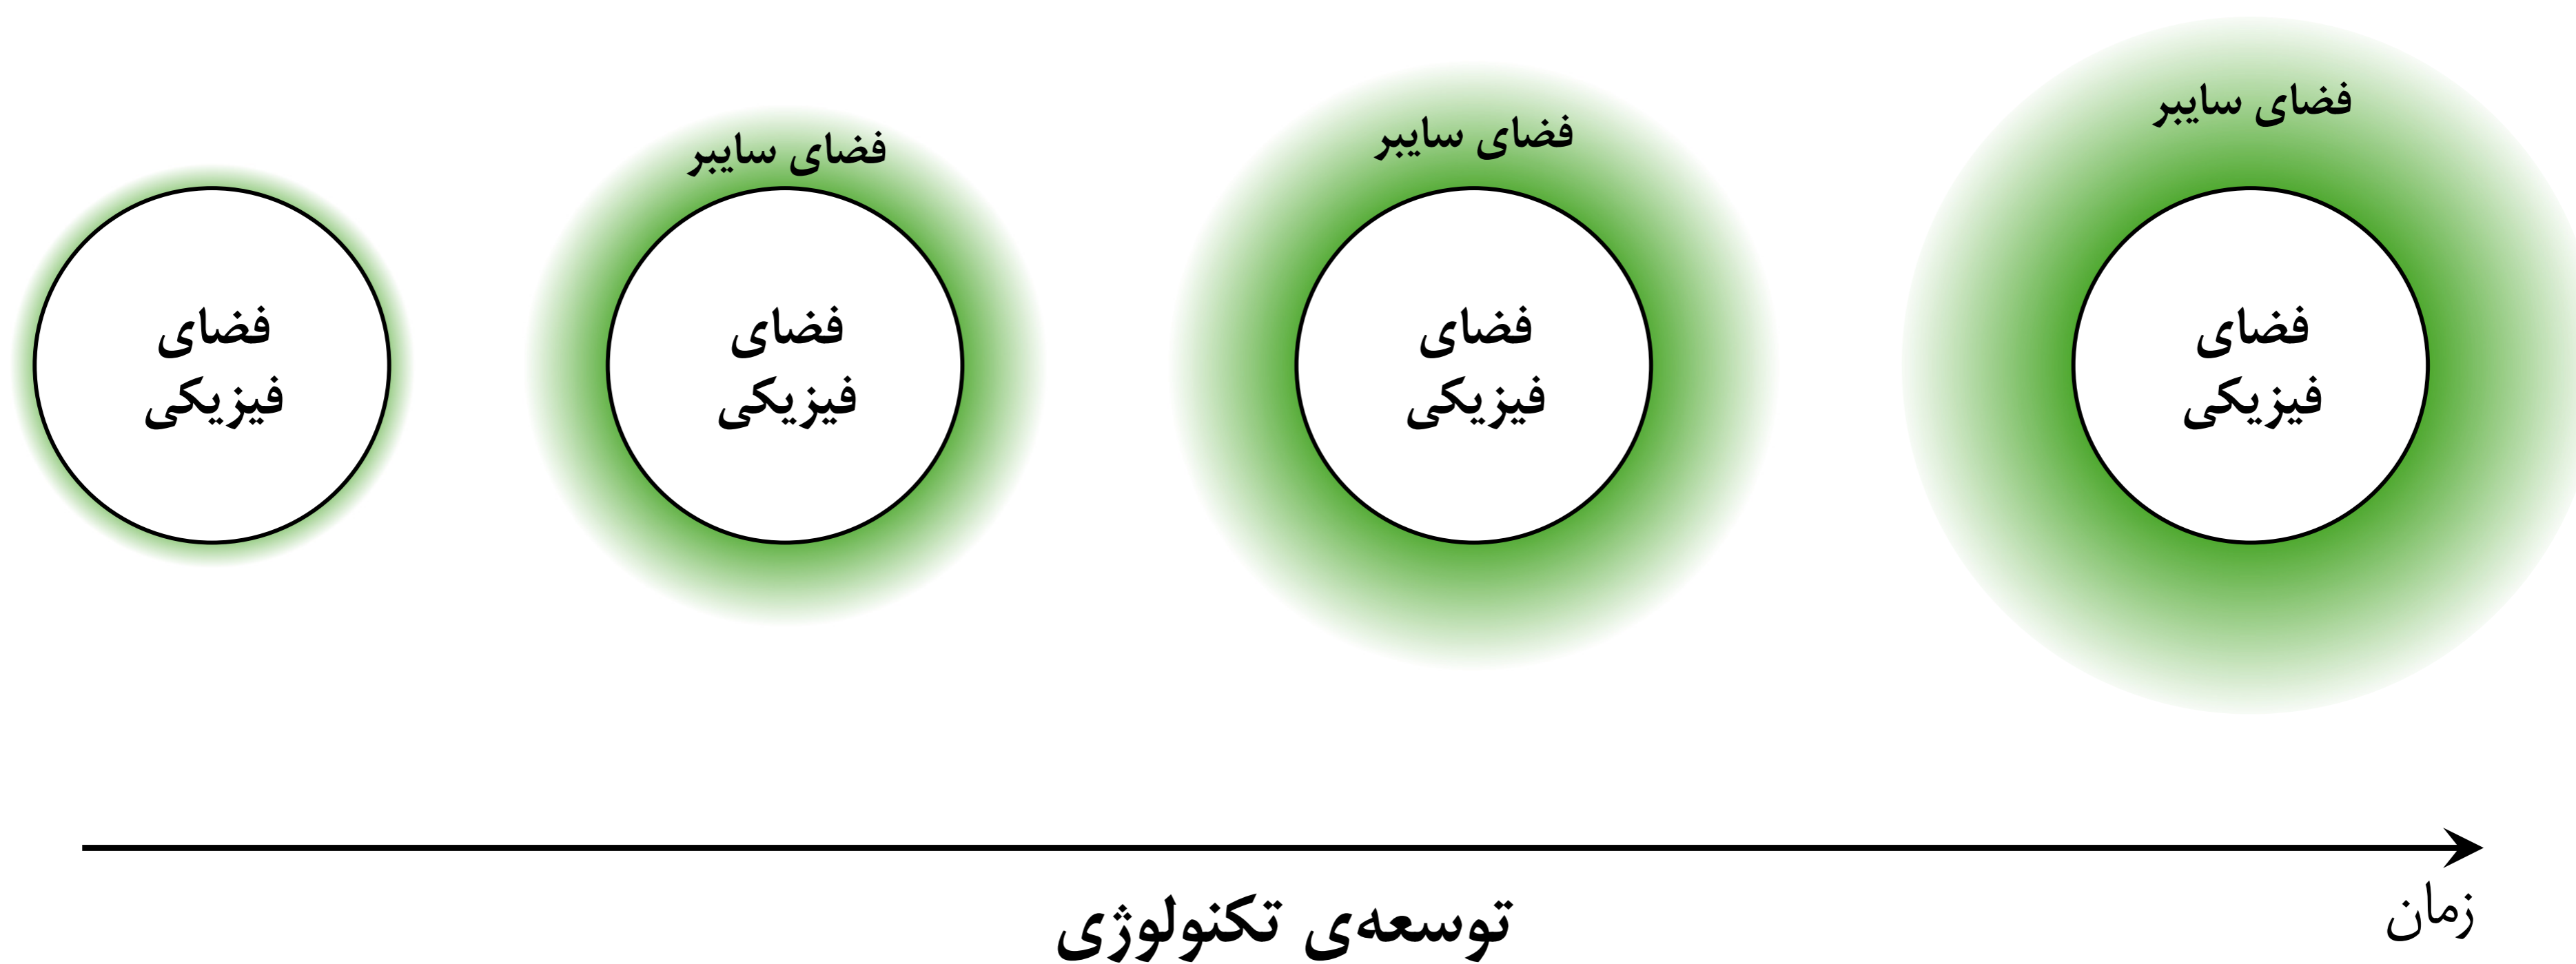 فضای سایبر
فضای سایبر
فضای سایبر
فضای
فیزیکی
فضای
فیزیکی
فضای
فیزیکی
فضای
فیزیکی
زمان
توسعه‌ی تکنولوژی